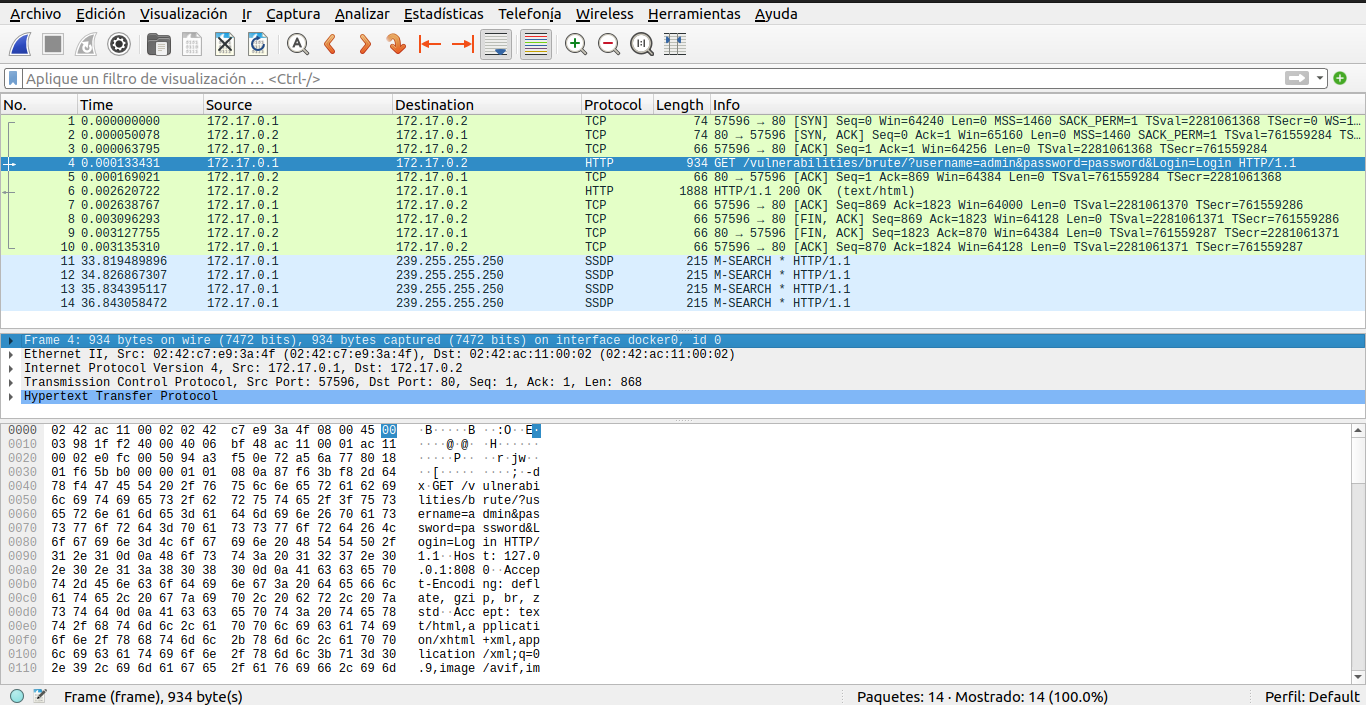 Archivo Edición Visualización Ir Captura Analizar Estadísticas Telefonía Wireless Herramientas Ayuda
Aplique un filtro de visualización … <Ctrl-/>
No. Time Source Destination Protocol Length Info
1 0.000000000 172.17.0.1 172.17.0.2 TCP 74 57596 → 80 [SYN] Seq=0 Win=64240 Len=0 MSS=1460 SACK_PERM=1 TSval=2281061368 TSecr=0 WS=1…
2 0.000050078 172.17.0.2 172.17.0.1 TCP 74 80 → 57596 [SYN, ACK] Seq=0 Ack=1 Win=65160 Len=0 MSS=1460 SACK_PERM=1 TSval=761559284 TS…
3 0.000063795 172.17.0.1 172.17.0.2 TCP 66 57596 → 80 [ACK] Seq=1 Ack=1 Win=64256 Len=0 TSval=2281061368 TSecr=761559284
4 0.000133431 172.17.0.1 172.17.0.2 HTTP 934 GET /vulnerabilities/brute/?username=admin&password=password&Login=Login HTTP/1.1
5 0.000169021 172.17.0.2 172.17.0.1 TCP 66 80 → 57596 [ACK] Seq=1 Ack=869 Win=64384 Len=0 TSval=761559284 TSecr=2281061368
6 0.002620722 172.17.0.2 172.17.0.1 HTTP 1888 HTTP/1.1 200 OK (text/html)
7 0.002638767 172.17.0.1 172.17.0.2 TCP 66 57596 → 80 [ACK] Seq=869 Ack=1823 Win=64000 Len=0 TSval=2281061370 TSecr=761559286
8 0.003096293 172.17.0.1 172.17.0.2 TCP 66 57596 → 80 [FIN, ACK] Seq=869 Ack=1823 Win=64128 Len=0 TSval=2281061371 TSecr=761559286
9 0.003127755 172.17.0.2 172.17.0.1 TCP 66 80 → 57596 [FIN, ACK] Seq=1823 Ack=870 Win=64384 Len=0 TSval=761559287 TSecr=2281061371
10 0.003135310 172.17.0.1 172.17.0.2 TCP 66 57596 → 80 [ACK] Seq=870 Ack=1824 Win=64128 Len=0 TSval=2281061371 TSecr=761559287
11 33.819489896 172.17.0.1 239.255.255.250 SSDP 215 M-SEARCH * HTTP/1.1
12 34.826867307 172.17.0.1 239.255.255.250 SSDP 215 M-SEARCH * HTTP/1.1
13 35.834395117 172.17.0.1 239.255.255.250 SSDP 215 M-SEARCH * HTTP/1.1
14 36.843058472 172.17.0.1 239.255.255.250 SSDP 215 M-SEARCH * HTTP/1.1
Frame 4: 934 bytes on wire (7472 bits), 934 bytes captured (7472 bits) on interface docker0, id 0
Ethernet II, Src: 02:42:c7:e9:3a:4f (02:42:c7:e9:3a:4f), Dst: 02:42:ac:11:00:02 (02:42:ac:11:00:02)
Internet Protocol Version 4, Src: 172.17.0.1, Dst: 172.17.0.2
Transmission Control Protocol, Src Port: 57596, Dst Port: 80, Seq: 1, Ack: 1, Len: 868
Hypertext Transfer Protocol
0000 02 42 ac 11 00 02 02 42 c7 e9 3a 4f 08 00 45 00 ·B·····B ··:O··E·
0010 03 98 1f f2 40 00 40 06 bf 48 ac 11 00 01 ac 11 ····@·@· ·H······
0020 00 02 e0 fc 00 50 94 a3 f5 0e 72 a5 6a 77 80 18 ·····P·· ··r·jw··
0030 01 f6 5b b0 00 00 01 01 08 0a 87 f6 3b f8 2d 64 ··[····· ····;·-d
0040 78 f4 47 45 54 20 2f 76 75 6c 6e 65 72 61 62 69 x·GET /v ulnerabi
0050 6c 69 74 69 65 73 2f 62 72 75 74 65 2f 3f 75 73 lities/b rute/?us
0060 65 72 6e 61 6d 65 3d 61 64 6d 69 6e 26 70 61 73 ername=a dmin&pas
0070 73 77 6f 72 64 3d 70 61 73 73 77 6f 72 64 26 4c sword=pa ssword&L
0080 6f 67 69 6e 3d 4c 6f 67 69 6e 20 48 54 54 50 2f ogin=Log in HTTP/
0090 31 2e 31 0d 0a 48 6f 73 74 3a 20 31 32 37 2e 30 1.1··Hos t: 127.0
00a0 2e 30 2e 31 3a 38 30 38 30 0d 0a 41 63 63 65 70 .0.1:808 0··Accep
00b0 74 2d 45 6e 63 6f 64 69 6e 67 3a 20 64 65 66 6c t-Encodi ng: defl
00c0 61 74 65 2c 20 67 7a 69 70 2c 20 62 72 2c 20 7a ate, gzi p, br, z
00d0 73 74 64 0d 0a 41 63 63 65 70 74 3a 20 74 65 78 std··Acc ept: tex
00e0 74 2f 68 74 6d 6c 2c 61 70 70 6c 69 63 61 74 69 t/html,a pplicati
00f0 6f 6e 2f 78 68 74 6d 6c 2b 78 6d 6c 2c 61 70 70 on/xhtml +xml,app
0100 6c 69 63 61 74 69 6f 6e 2f 78 6d 6c 3b 71 3d 30 lication /xml;q=0
0110 2e 39 2c 69 6d 61 67 65 2f 61 76 69 66 2c 69 6d .9,image /avif,im
Frame (frame), 934 byte(s) Paquetes: 14 · Mostrado: 14 (100.0%) Perfil: Default